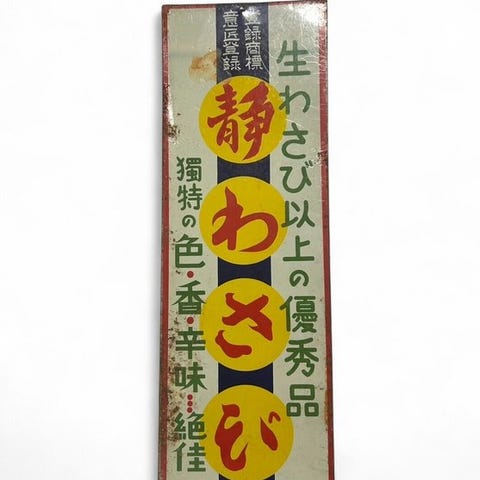 登録商標
意匠登録
生わさび以上の優秀品
静わさび
獨特の色・香・辛味…絶佳